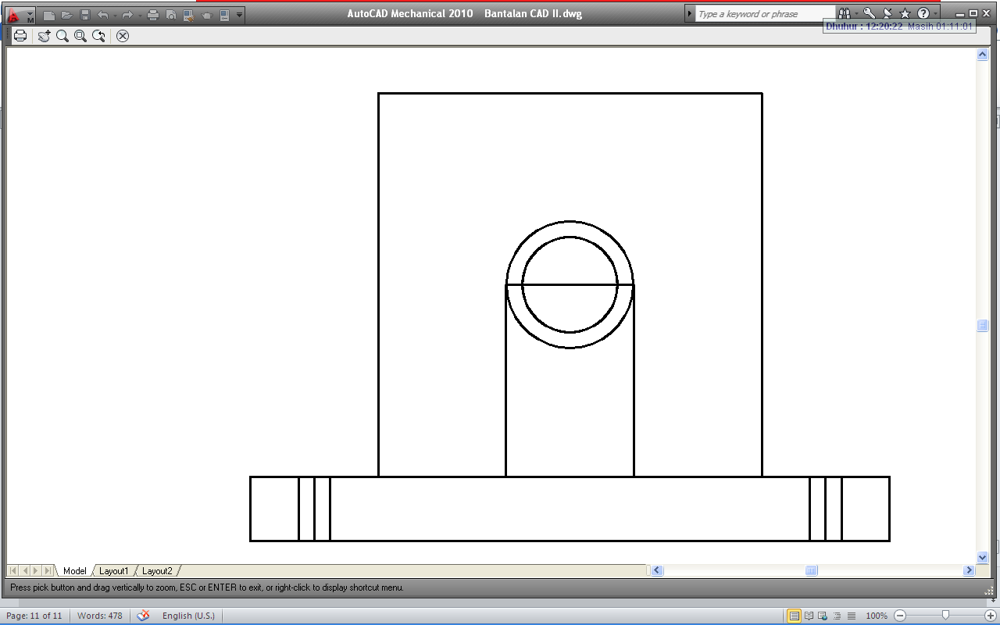 AutoCAD Mechanical 2010 Bantalan CAD II.dwg
Type a keyword or phrase
M
Dhuhur : 12:20:22 Masih 01:11:01
Model Layout1 Layout2
Press pick button and drag vertically to zoom, ESC or ENTER to exit, or right-click to display shortcut menu.
Page: 11 of 11 Words: 478 English (U.S.) 100%